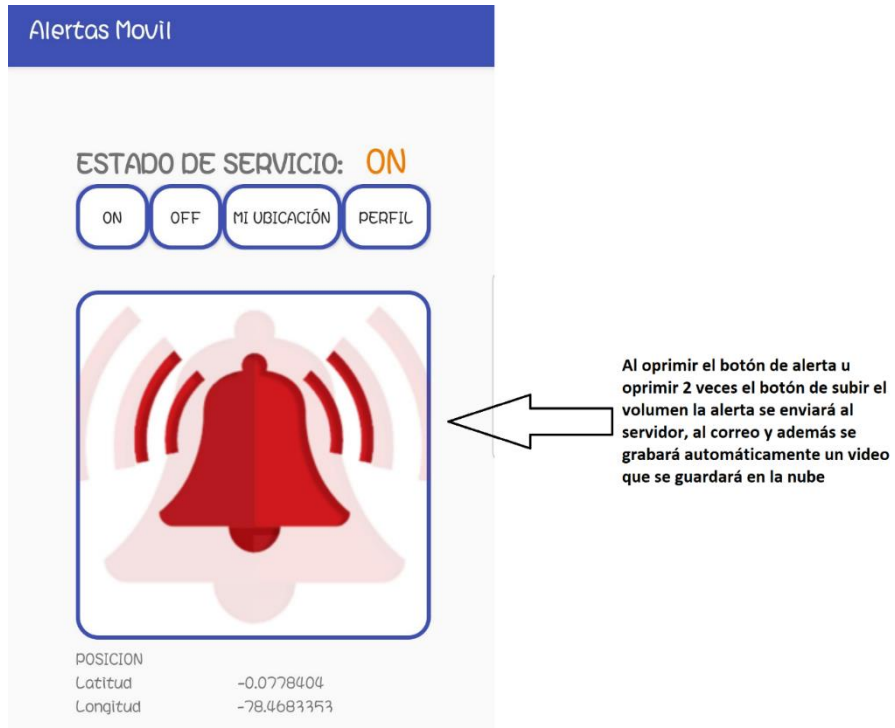 Alertas Movil
ESTADO DE SERVICIO: ON
ON OFF MI UBICACIÓN PERFIL
Al oprimir el botón de alerta u
oprimir 2 veces el botón de subir el
volumen la alerta se enviará al
servidor, al correo y además se
grabará automáticamente un video
que se guardará en la nube
POSICION
Latitud -0.0778404
Longitud -78.4683353